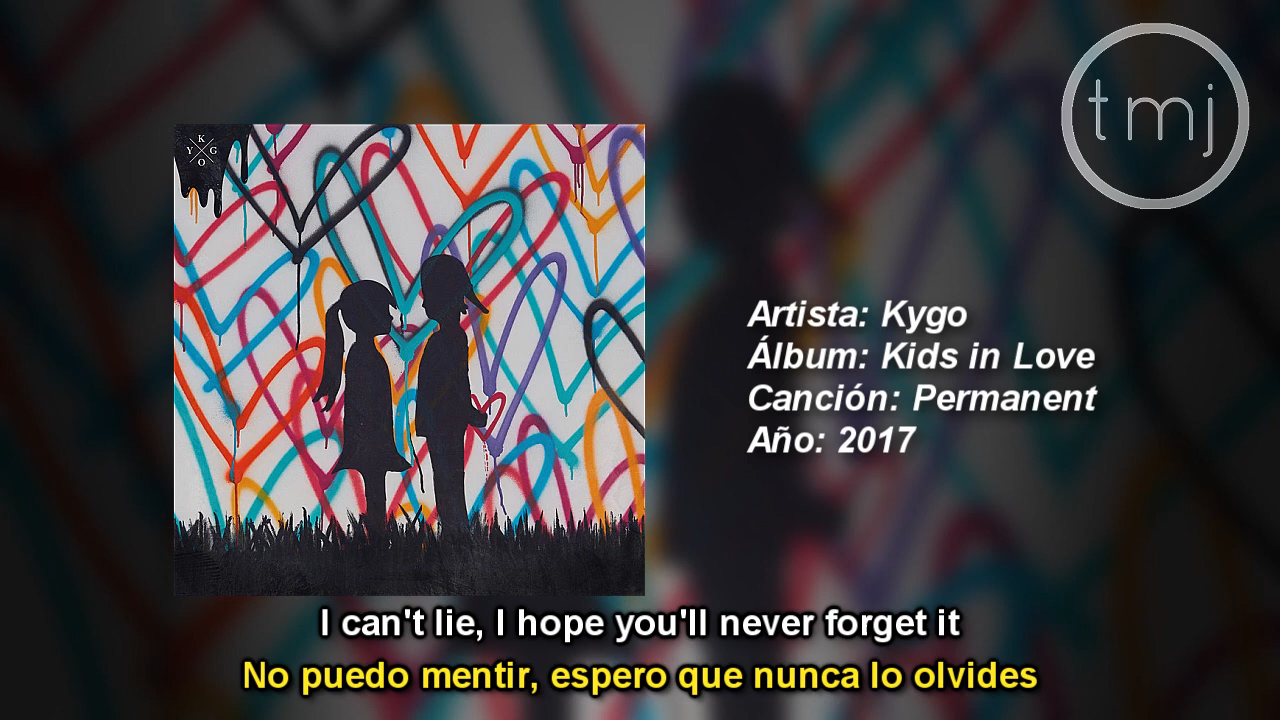 K
Y G
O
tmj
Artista: Kygo
Álbum: Kids in Love
Canción: Permanent
Año: 2017
I can't lie, I hope you'll never forget it
No puedo mentir, espero que nunca lo olvides